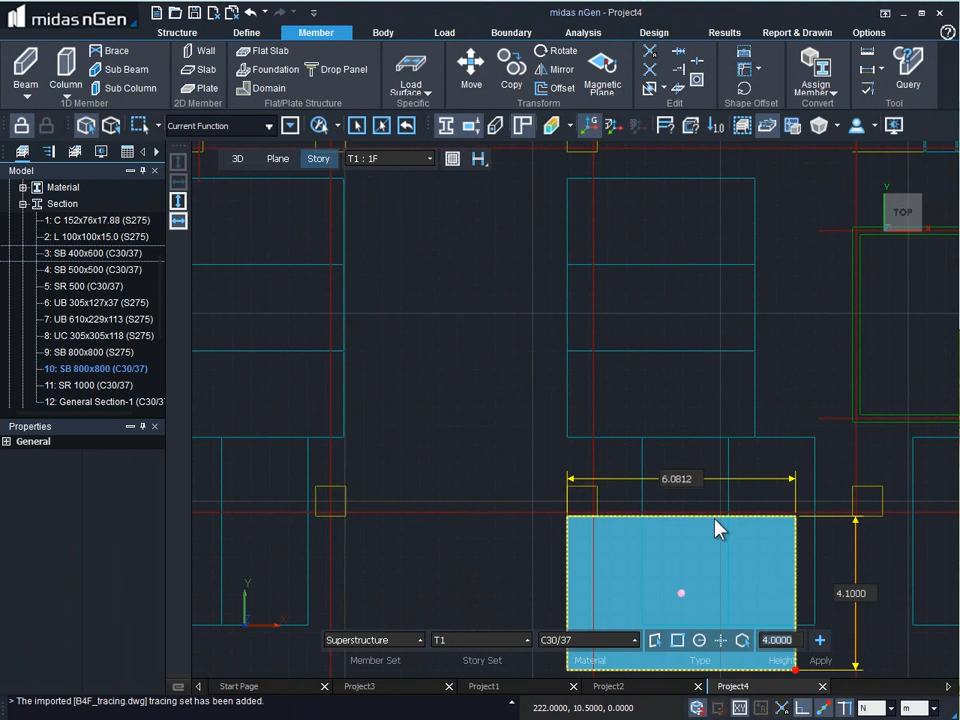 midas nGen
midas nGen - Project4
Structure Define Member Body Load Boundary Analysis Design Results Report & Drawin Options
Beam
Column
Brace
Sub Beam
Sub Column
1D Member
Wall
Slab
Plate
2D Member
Flat Slab
Foundation Drop Panel
Domain
Flat/Plate Structure
Load
Surface
Specific
Move
Copy
Rotate
Mirror
Offset
Magnetic
Plane
Transform
Edit
Shape Offset
Assign
Member
Convert
Query
Tool
Current Function
1.0
Model
3D Plane Story T1 : 1F
Material
Section
1: C 152x76x17.88 (S275)
2: L 100x100x15.0 (S275)
3: SB 400x600 (C30/37)
4: SB 500x500 (C30/37)
5: SR 500 (C30/37)
6: UB 305x127x37 (S275)
7: UB 610x229x113 (S275)
8: UC 305x305x118 (S275)
9: SB 800x800 (S275)
10: SB 800x800 (C30/37)
11: SR 1000 (C30/37)
12: General Section-1 (C30/37
Properties
General
Y
TOP
x
6.0812
4.1000
Y
X
Superstructure T1 C30/37 4.0000
Member Set Story Set Material Type Height Apply
Start Page Project3 Project1 Project2 Project4
> The imported [B4F_tracing.dwg] tracing set has been added.
222.0000, 10.5000, 0.0000
N m